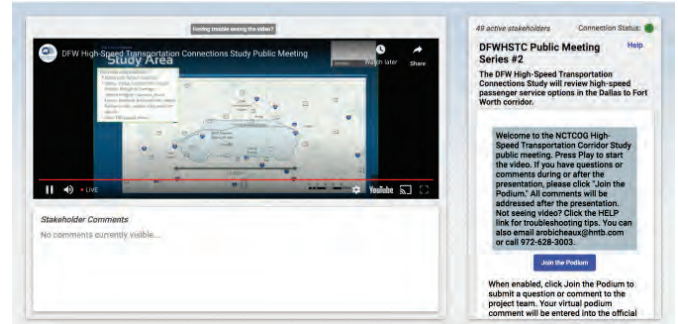 Having trouble seeing the video?
DFW High-Speed Transportation Connections Study Public Meeting
Study Area
Watch later
Share
LIVE
YouTube
Stakeholder Comments
No comments currently visible...
49 active stakeholders
Connection Status:
DFWHSTC Public Meeting
Series #2
Help
The DFW High-Speed Transportation
Connections Study will review high-speed
passenger service options in the Dallas to Fort
Worth corridor.
Welcome to the NCTCOG High-
Speed Transportation Corridor Study
public meeting. Press Play to start
the video. If you have questions or
comments during or after the
presentation, please click "Join the
Podium." All comments will be
addressed after the presentation.
Not seeing video? Click the HELP
link for troubleshooting tips. You can
also email arobicheaux@hntb.com
or call 972-628-3003.
Join the Podium
When enabled, click Join the Podium to
submit a question or comment to the
project team. Your virtual podium
comment will be entered into the official